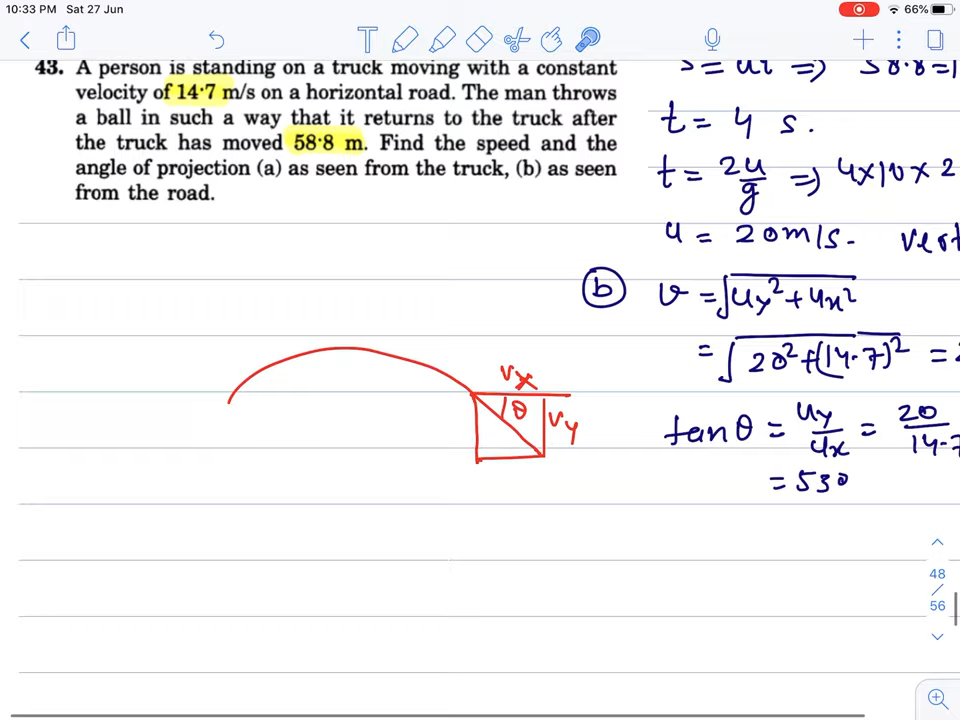 10:33 PM Sat 27 Jun 66%
43. A person is standing on a truck moving with a constant
velocity of 14·7 m/s on a horizontal road. The man throws
a ball in such a way that it returns to the truck after
the truck has moved 58·8 m. Find the speed and the
angle of projection (a) as seen from the truck, (b) as seen
from the road.
t = 4 s.
t = 2u/g => 4×10×2
u = 20m/s. vert
b v = √uy²+ux²
= √20²+(14.7)² =
tanθ = uy/ux = 20/14.7
= 530
vx
θ
vy
48
/
56